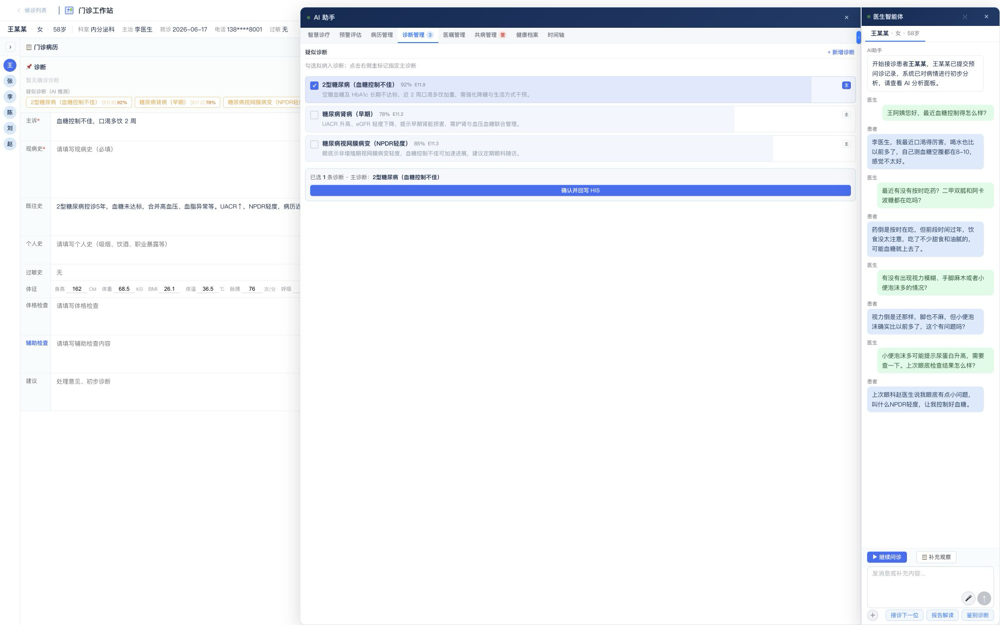 候诊列表
门诊工作站
王某某 · 女 · 58岁 科室 内分泌科 主治 李医生 就诊 2026-06-17 电话 138****8001 过敏 无
王
张
李
陈
刘
赵
门诊病历
诊断
暂无确诊诊断
疑似诊断（AI 推测）
2型糖尿病（血糖控制不佳） [E11.9] 92%
糖尿病肾病（早期） [E11.2] 78%
糖尿病视网膜病变（NPDR轻
主诉* 血糖控制不佳，口渴多饮 2 周
现病史* 请填写现病史（必填）
既往史 2型糖尿病控诊5年，血糖未达标，合并高血压、血脂异常等。UACR↑，NPDR轻度，病历近
个人史 请填写个人史（吸烟、饮酒、职业暴露等）
过敏史 无
体征 身高 162 CM 体重 68.5 KG BMI 26.1 体温 36.5 ℃ 脉搏 76 次/分 呼吸
体格检查 请填写体格检查
辅助检查 请填写辅助检查内容
建议 处理意见、初步诊断
AI 助手 ×
智慧诊疗 预警评估 病历管理 诊断管理 3 医嘱管理 共病管理 营 健康档案 时间轴
疑似诊断 + 新增诊断
勾选拟纳入诊断；点击右侧主标记指定主诊断
2型糖尿病（血糖控制不佳） 92% E11.9 主
空腹血糖及 HbA1c 长期不达标，近 2 周口渴多饮加重，需强化降糖与生活方式干预。
糖尿病肾病（早期） 78% E11.2 主
UACR 升高、eGFR 轻度下降，提示早期肾脏损害，需护肾与血压血糖联合管理。
糖尿病视网膜病变（NPDR轻度） 85% E11.3 主
眼底示非增殖期视网膜病变轻度，血糖控制不佳可加速进展，建议定期眼科随访。
已选 1 条诊断 · 主诊断：2型糖尿病（血糖控制不佳）
确认并回写 HIS
医生智能体 ×
王某某 · 女 · 58岁
AI助手
开始接诊患者王某某，王某某已提交预
问诊记录，系统已对病情进行初步分
析，请查看 AI 分析面板。
医生
王阿姨您好，最近血糖控制得怎么样？
患者
李医生，我最近口渴得厉害，喝水也比
以前多了，自己测血糖空腹都在8-10，
感觉不太好。
医生
最近有没有按时吃药？二甲双胍和阿卡
波糖都在吃吗？
患者
药倒是按时在吃，但前段时间过年，饮
食没太注意，吃了不少甜食和油腻的，
可能血糖就上去了。
医生
有没有出现视力模糊、手脚麻木或者小
便泡沫多的情况？
患者
视力倒是还那样，脚也不麻，但小便泡
沫确实比以前多了，这个有问题吗？
医生
小便泡沫多可能提示尿蛋白升高，需要
查一下。上次眼底检查结果怎么样？
患者
上次眼科赵医生说我眼底有点小问题，
叫什么NPDR轻度，让我控制好血糖。
继续问诊 补充观察
发消息或补充内容...
接诊下一位 报告解读 鉴别诊断